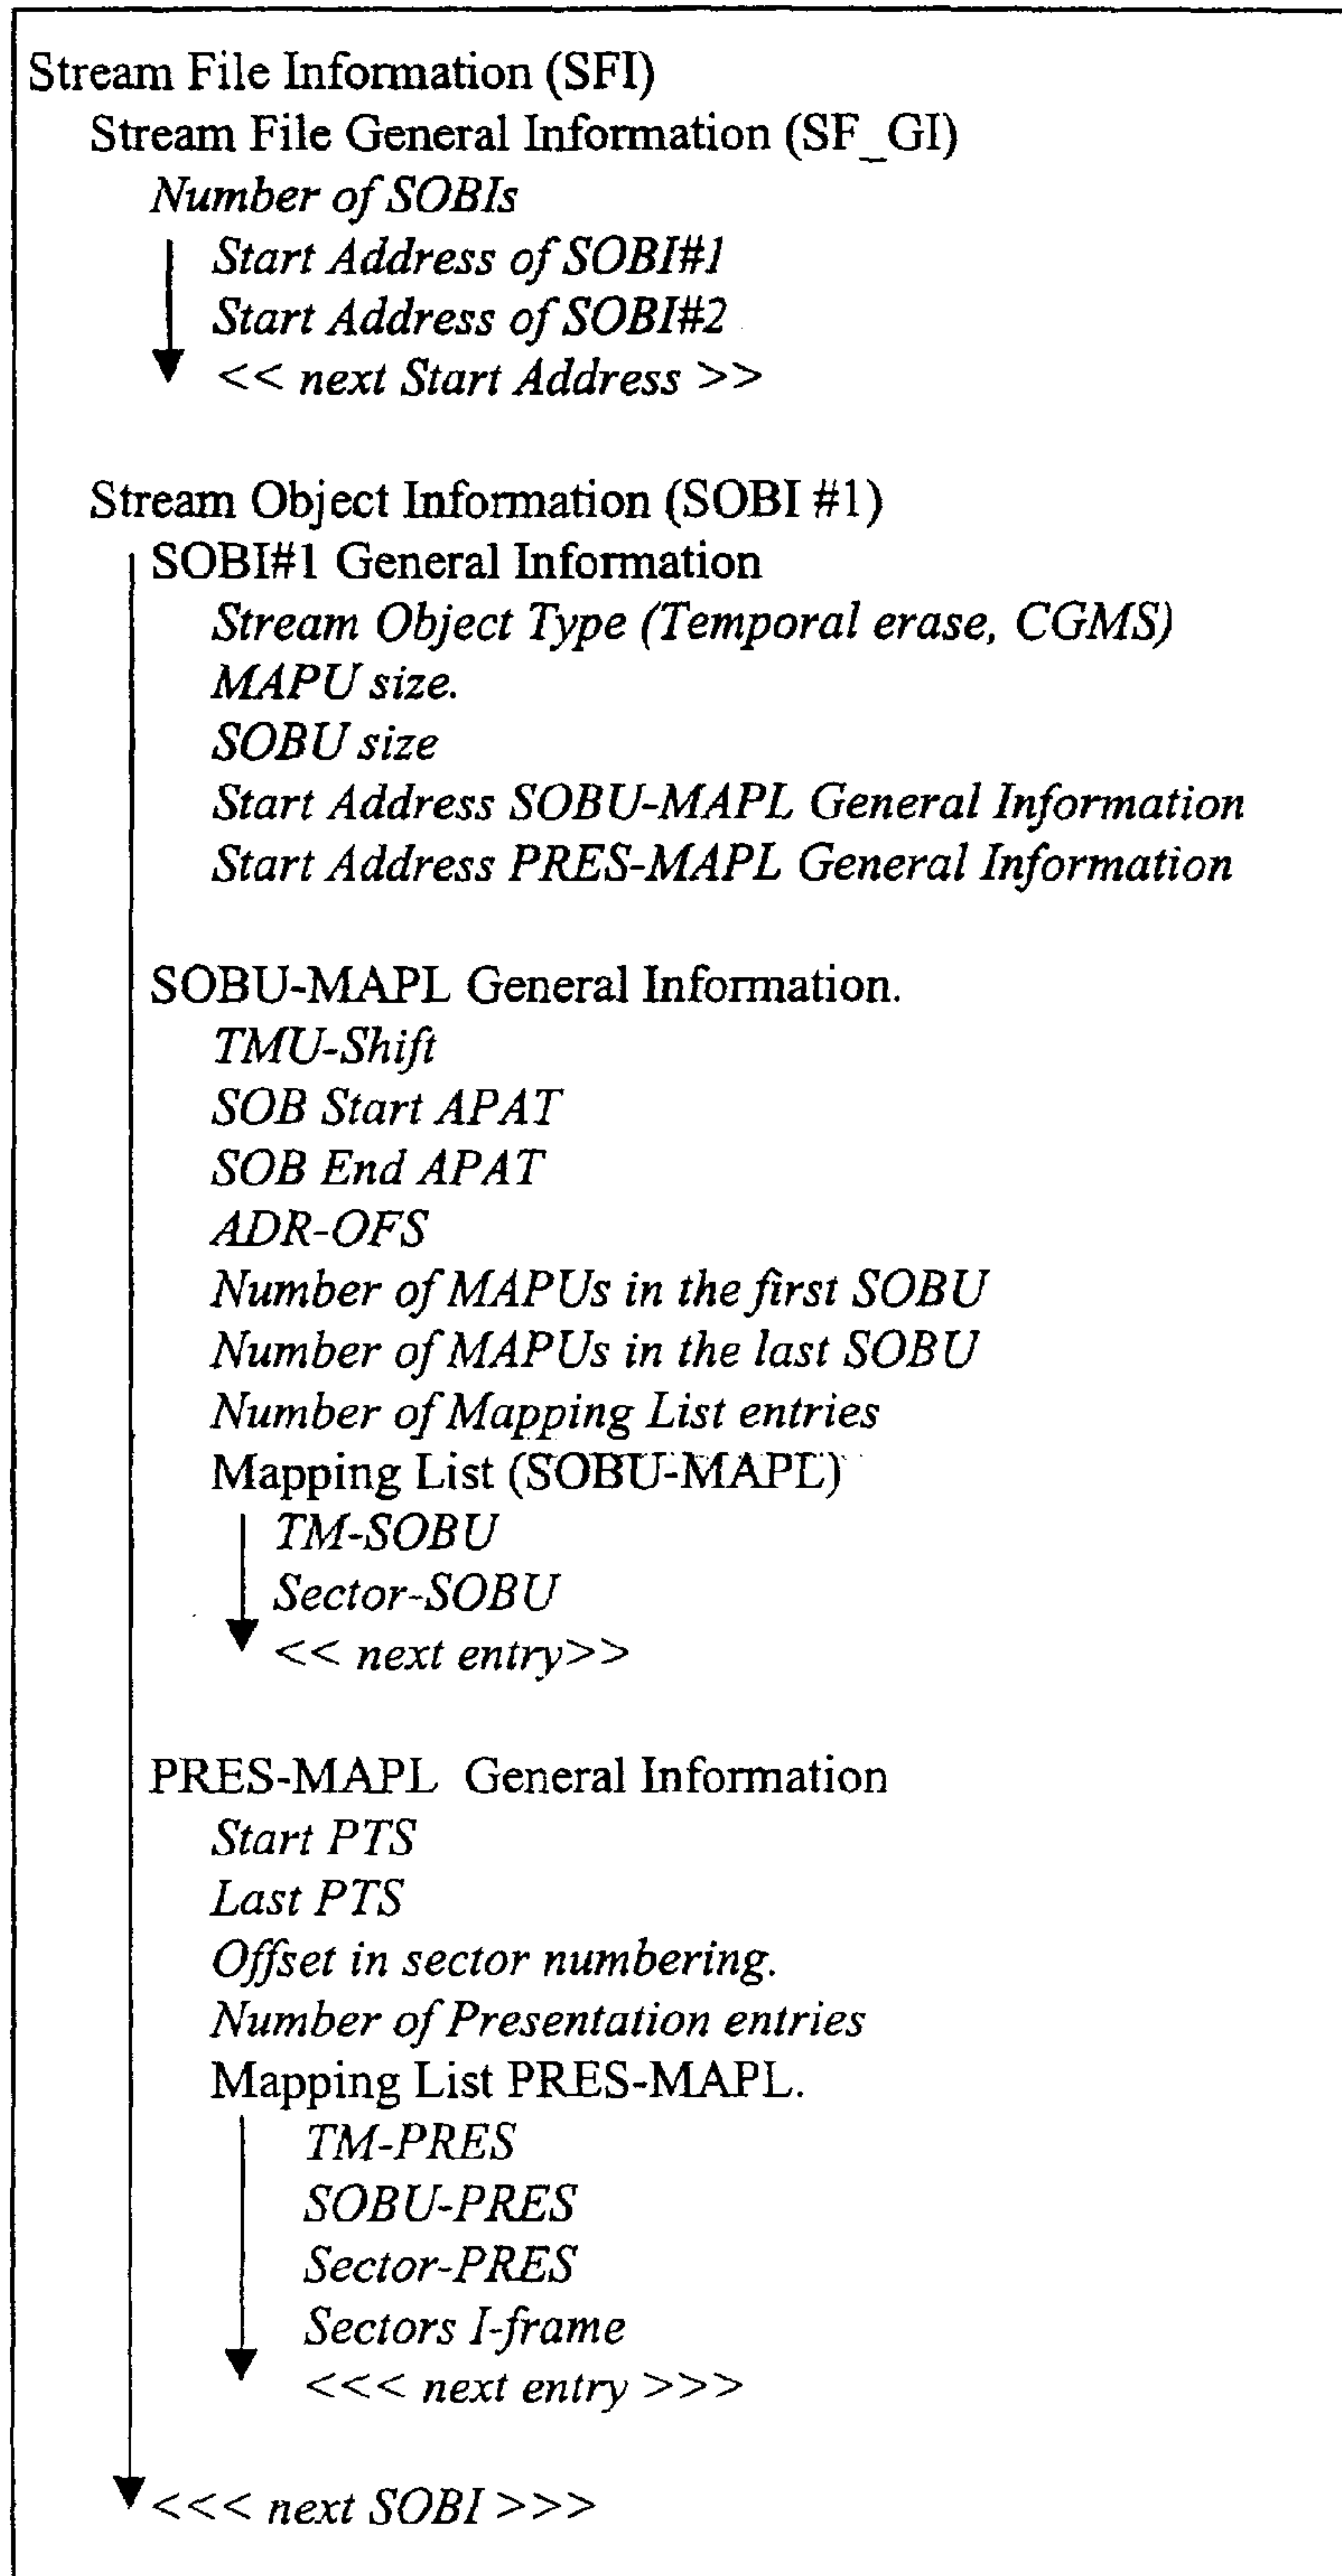 Stream File Information (SFI)
Stream File General Information (SF_GI)
Number of SOBIs
Start Address of SOBI#1
Start Address of SOBI#2
<< next Start Address >>
Stream Object Information (SOBI #1)
SOBI#1 General Information
Stream Object Type (Temporal erase, CGMS)
MAPU size.
SOBU size
Start Address SOBU-MAPL General Information
Start Address PRES-MAPL General Information
SOBU-MAPL General Information.
TMU-Shift
SOB Start APAT
SOB End APAT
ADR-OFS
Number of MAPUs in the first SOBU
Number of MAPUs in the last SOBU
Number of Mapping List entries
Mapping List (SOBU-MAPL)
TM-SOBU
Sector-SOBU
<< next entry>>
PRES-MAPL General Information
Start PTS
Last PTS
Offset in sector numbering.
Number of Presentation entries
Mapping List PRES-MAPL.
TM-PRES
SOBU-PRES
Sector-PRES
Sectors I-frame
<<< next entry >>>
<<< next SOBI >>>